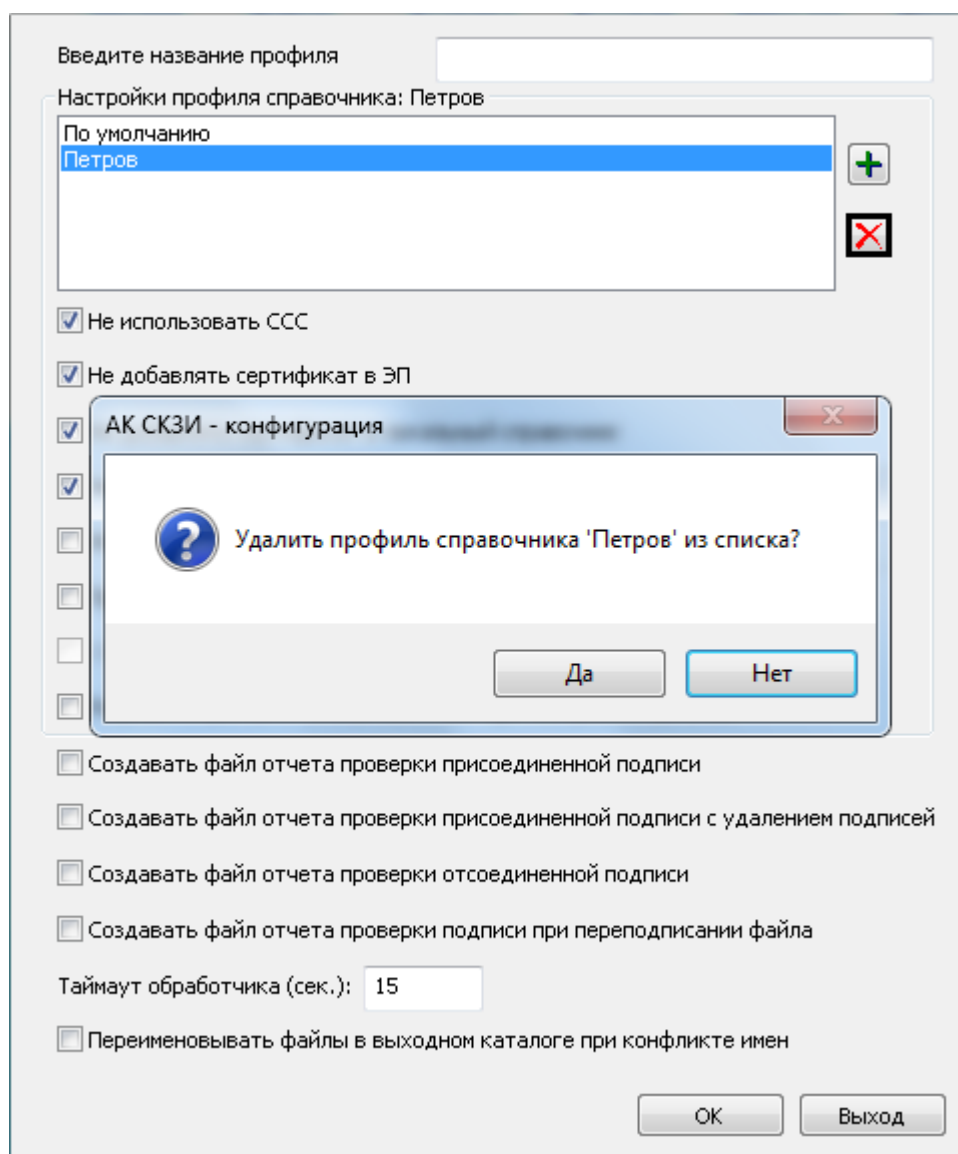 Введите название профиля
Настройки профиля справочника: Петров
По умолчанию
Петров
Не использовать ССС
Не добавлять сертификат в ЭП
АК СКЗИ - конфигурация
Удалить профиль справочника 'Петров' из списка?
Да Нет
Создавать файл отчета проверки присоединенной подписи
Создавать файл отчета проверки присоединенной подписи с удалением подписей
Создавать файл отчета проверки отсоединенной подписи
Создавать файл отчета проверки подписи при переподписании файла
Таймаут обработчика (сек.): 15
Переименовывать файлы в выходном каталоге при конфликте имен
ОК Выход